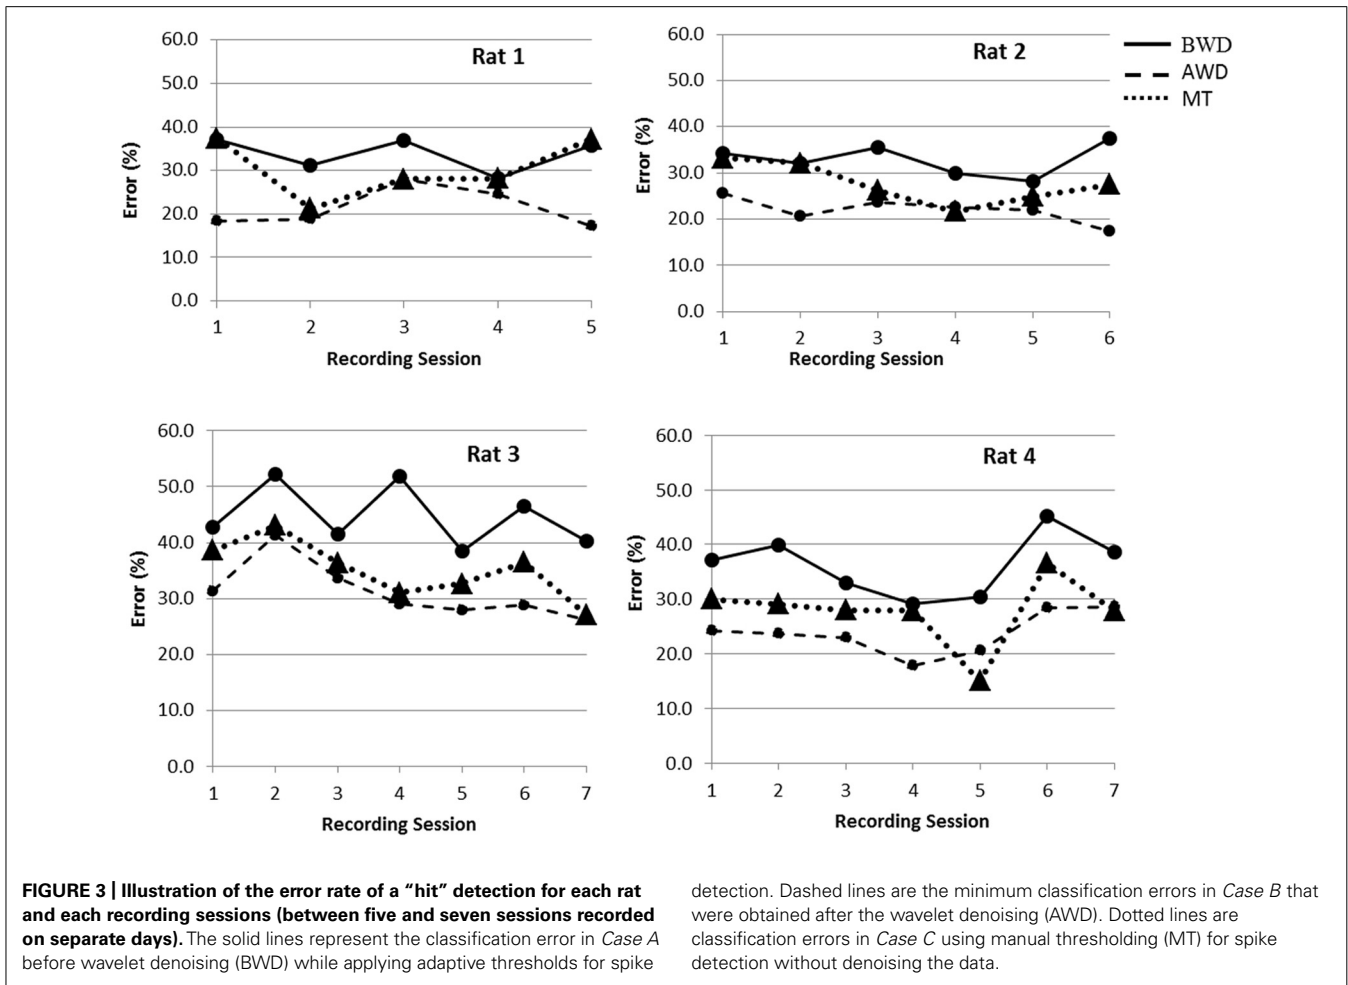 60.0
50.0
40.0
30.0
20.0
10.0
0.0
Error (%)
Rat 1
1 2 3 4 5
Recording Session
60.0
50.0
40.0
30.0
20.0
10.0
0.0
Error (%)
Rat 2
1 2 3 4 5 6
Recording Session
BWD
AWD
MT
60.0
50.0
40.0
30.0
20.0
10.0
0.0
Error (%)
Rat 3
1 2 3 4 5 6 7
Recording Session
60.0
50.0
40.0
30.0
20.0
10.0
0.0
Error (%)
Rat 4
1 2 3 4 5 6 7
Recording Session
FIGURE 3 | Illustration of the error rate of a “hit” detection for each rat
and each recording sessions (between five and seven sessions recorded
on separate days). The solid lines represent the classification error in Case A
before wavelet denoising (BWD) while applying adaptive thresholds for spike
detection. Dashed lines are the minimum classification errors in Case B that
were obtained after the wavelet denoising (AWD). Dotted lines are
classification errors in Case C using manual thresholding (MT) for spike
detection without denoising the data.